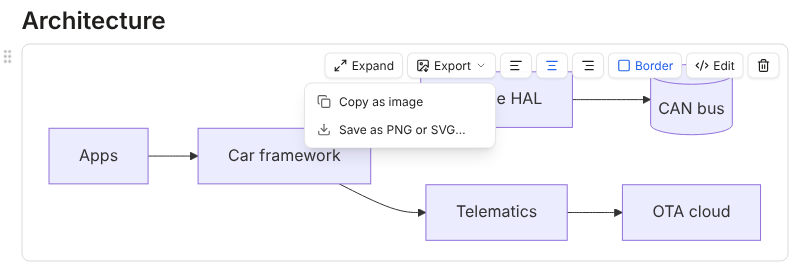 Architecture
Expand
Export
Border
Edit
Copy as image
Save as PNG or SVG...
HAL
CAN bus
Apps
Car framework
Telematics
OTA cloud